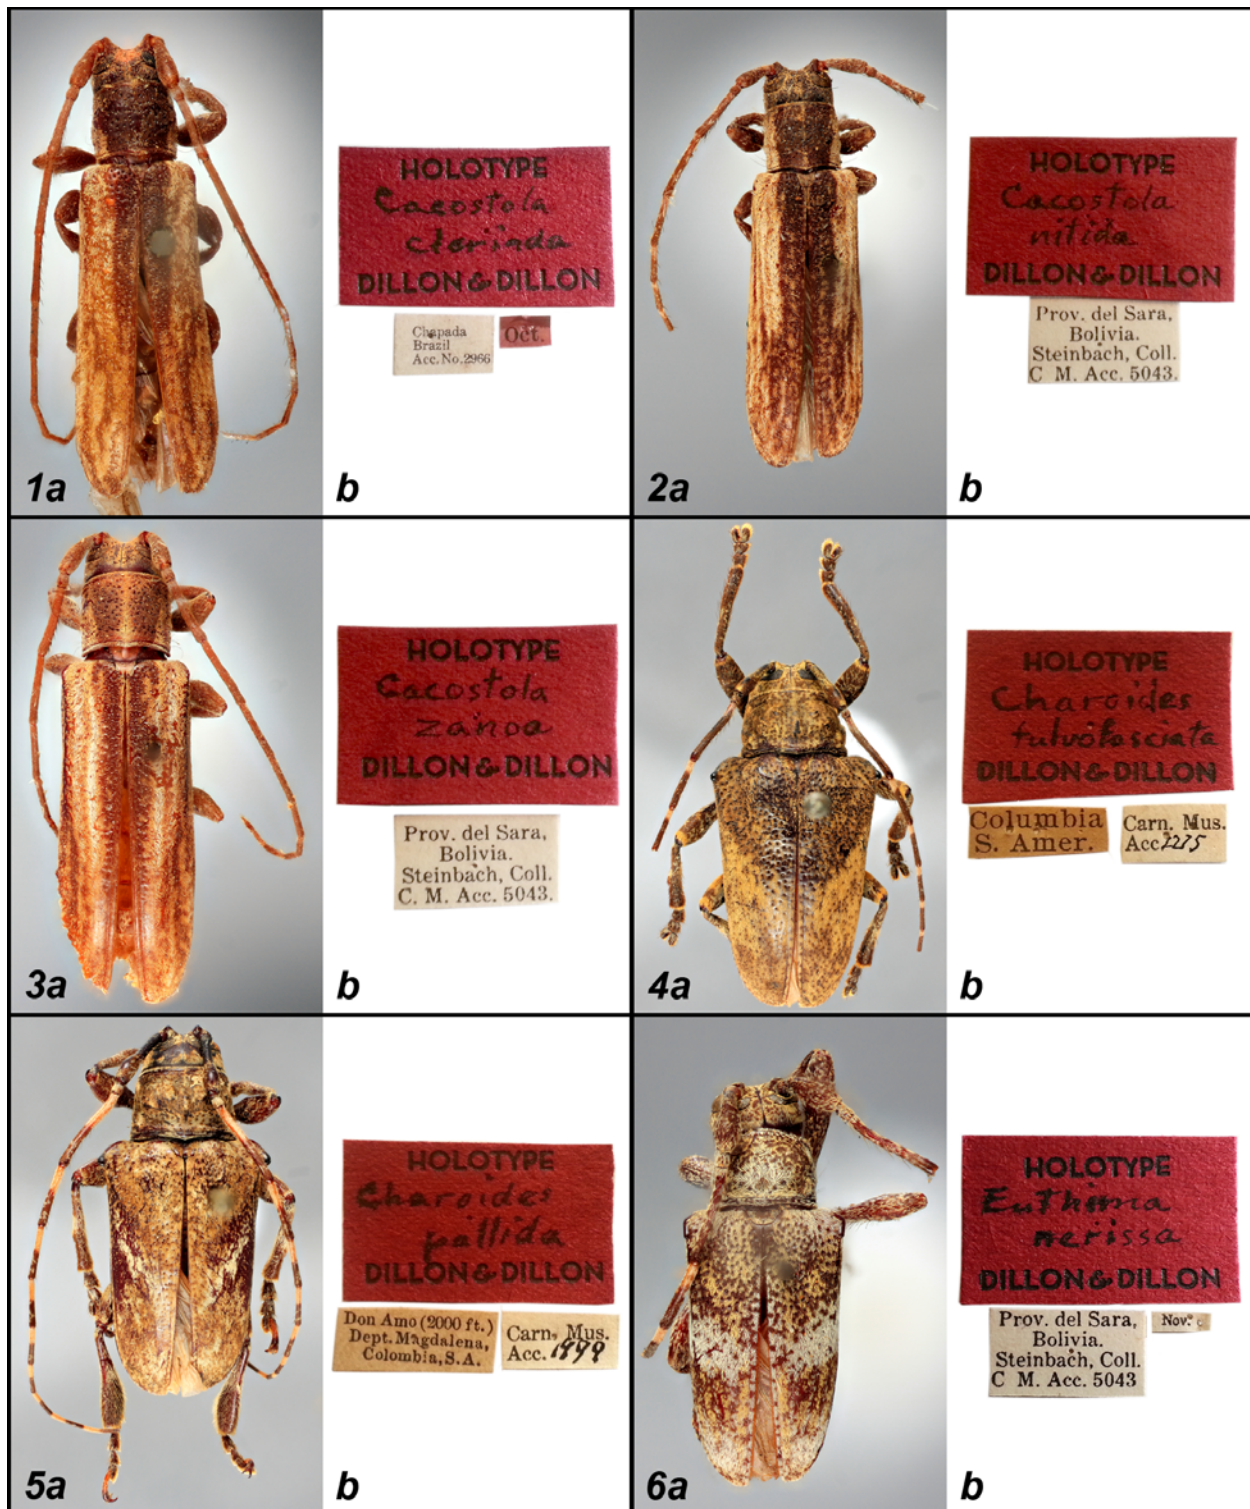 HOLOTYPE
Cacostola
clerinda
DILLON & DILLON
Chapada
Brazil
Acc. No. 2966
Oct.
1a
b
HOLOTYPE
Cacostola
nitida
DILLON & DILLON
Prov. del Sara,
Bolivia.
Steinbach, Coll.
C M. Acc. 5043.
2a
b
HOLOTYPE
Cacostola
zanoa
DILLON & DILLON
Prov. del Sara,
Bolivia.
Steinbach, Coll.
C. M. Acc. 5043.
3a
b
HOLOTYPE
Charoides
fulvofasciata
DILLON & DILLON
Columbia
S. Amer.
Carn. Mus.
Acc 2275
4a
b
HOLOTYPE
Charoides
pallida
DILLON & DILLON
Don Amo (2000 ft.)
Dept. Magdalena,
Colombia, S.A.
Carn. Mus.
Acc. 1999
5a
b
HOLOTYPE
Euthima
nerissa
DILLON & DILLON
Prov. del Sara,
Bolivia.
Steinbach, Coll.
C M. Acc. 5043
Nov.
6a
b